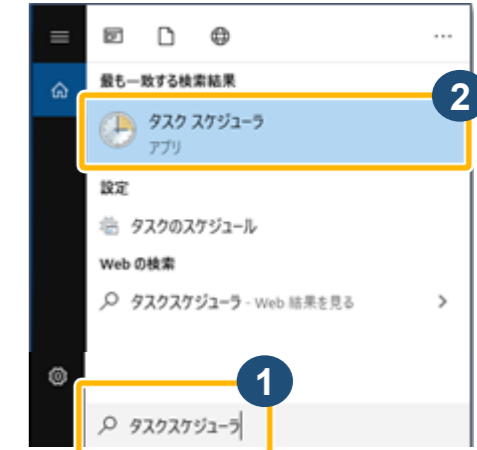 最も一致する検索結果
2
タスク スケジューラ
アプリ
設定
タスクのスケジュール
Web の検索
タスクスケジューラ - Web 結果を見る
1
タスクスケジューラ